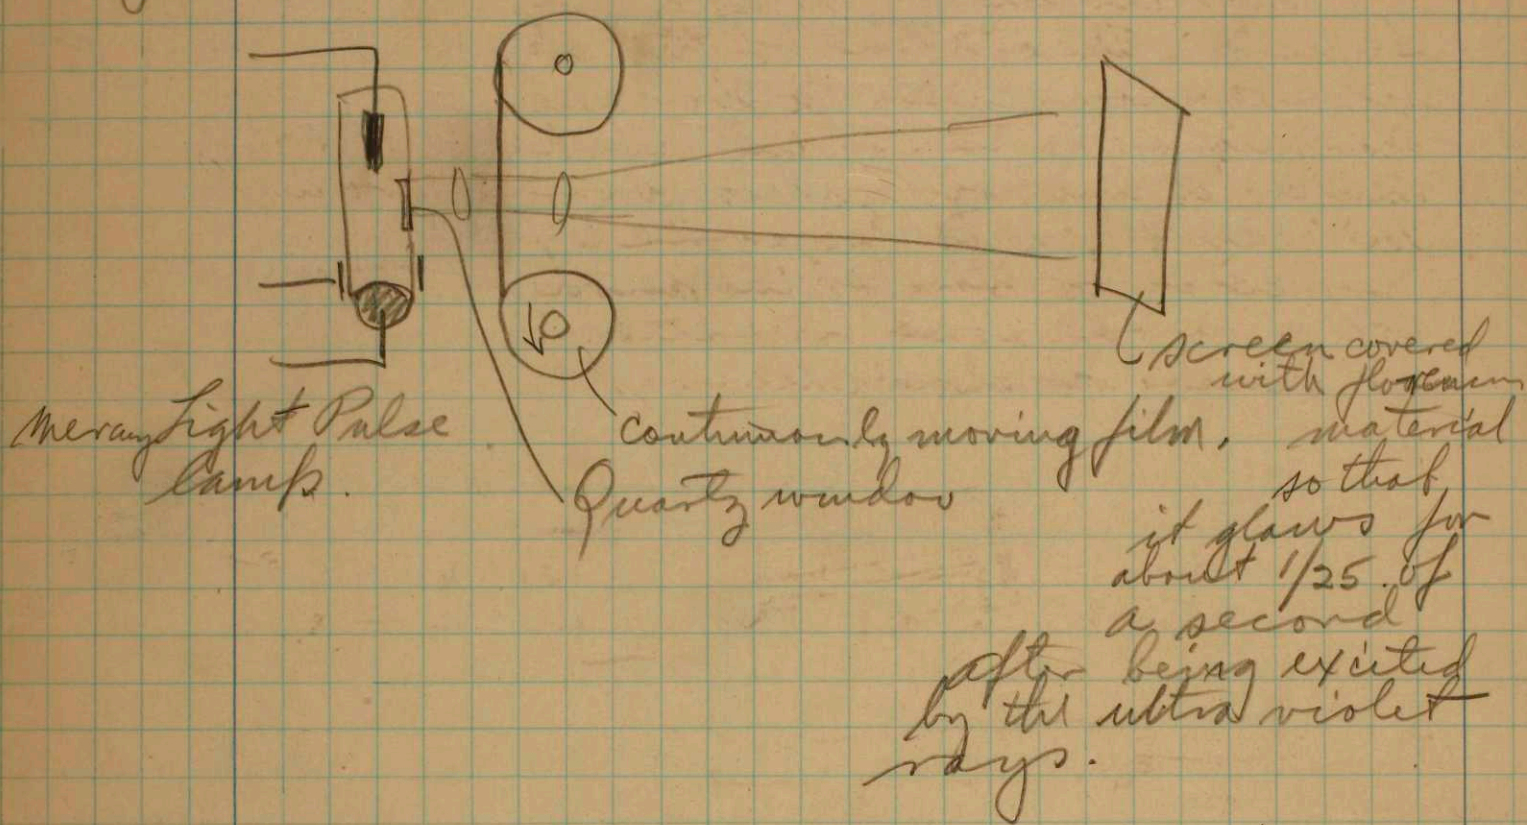 mercury Light Pulse
lamp.
continuously moving film.
Quartz window
screen covered
with
material
so that
it glows for
about 1/25 of
a second
after being excited
by the ultra violet
rays.